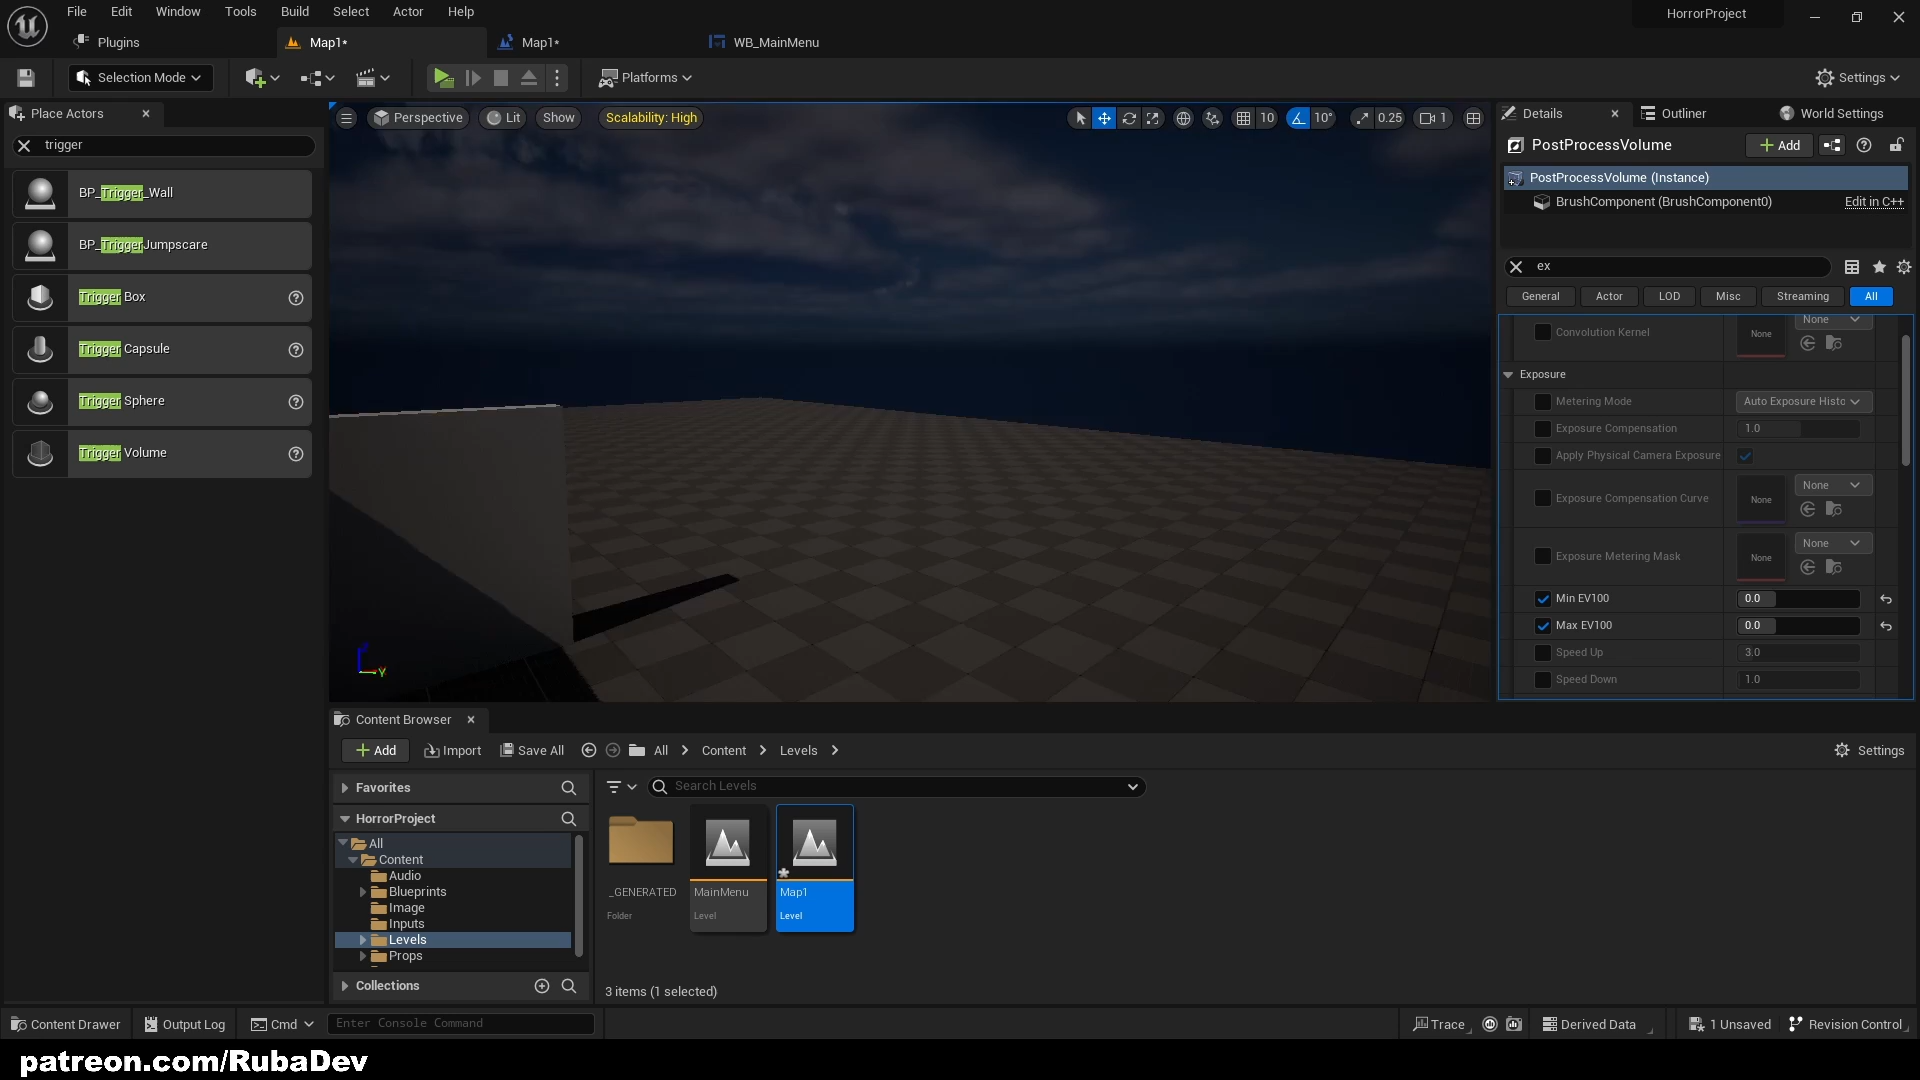 File Edit Window Tools Build Select Actor Help
HorrorProject
Plugins
Map1*
Map1*
WB_MainMenu
Selection Mode
Platforms
Settings
Place Actors
trigger
BP_Trigger_Wall
BP_TriggerJumpscare
Trigger Box
Trigger Capsule
Trigger Sphere
Trigger Volume
Perspective
Lit
Show
Scalability: High
10
10°
0.25
1
Details
Outliner
World Settings
PostProcessVolume
Add
PostProcessVolume (Instance)
BrushComponent (BrushComponent0)
Edit in C++
ex
General
Actor
LOD
Misc
Streaming
All
Convolution Kernel
None
None
Exposure
Metering Mode
Auto Exposure Histo
Exposure Compensation
1.0
Apply Physical Camera Exposure
Exposure Compensation Curve
None
None
Exposure Metering Mask
None
None
Min EV100
0.0
Max EV100
0.0
Speed Up
3.0
Speed Down
1.0
Content Browser
Add
Import
Save All
All
Content
Levels
Settings
Favorites
HorrorProject
All
Content
Audio
Blueprints
Image
Inputs
Levels
Props
Collections
Search Levels
_GENERATED
Folder
MainMenu
Level
Map1
Level
3 items (1 selected)
Content Drawer
Output Log
Cmd
Enter Console Command
Trace
Derived Data
1 Unsaved
Revision Control
patreon.com/RubaDev